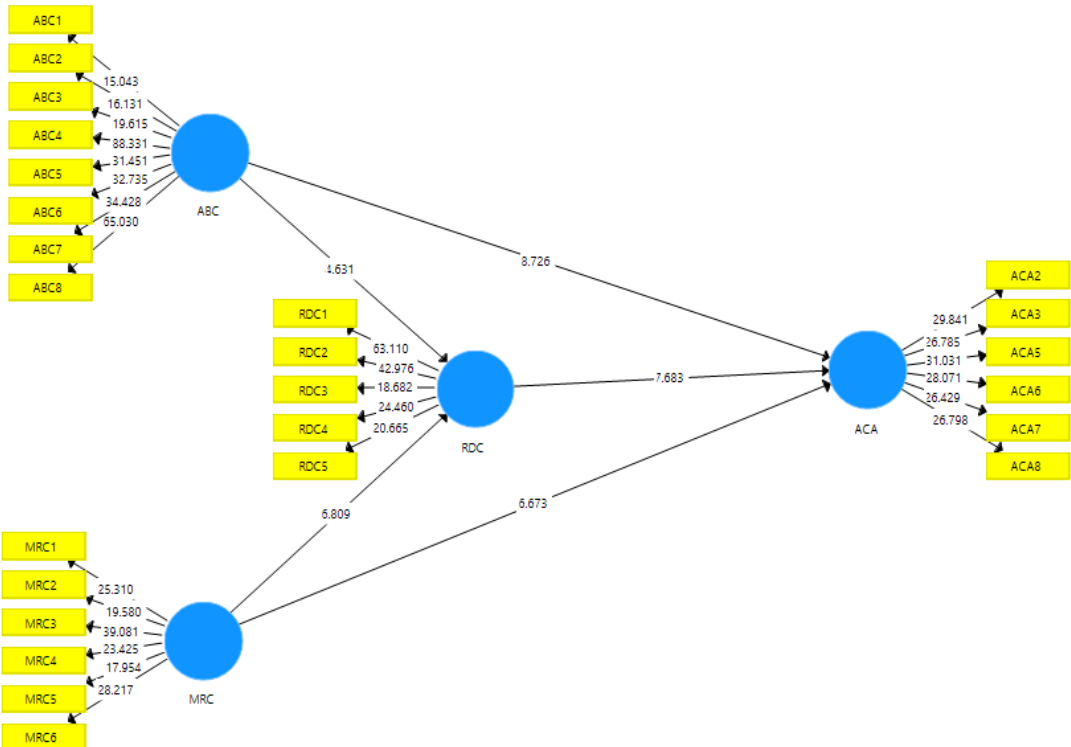 ABC1
ABC2
ABC3
ABC4
ABC5
ABC6
ABC7
ABC8
15.043
16.131
19.615
88.331
31.451
32.735
34.428
65.030
ABC
8.726
4.631
RDC1
RDC2
RDC3
RDC4
RDC5
63.110
42.976
18.682
24.460
20.665
RDC
7.683
ACA
29.841
26.785
31.031
28.071
26.429
26.798
ACA2
ACA3
ACA5
ACA6
ACA7
ACA8
6.809
6.673
MRC1
MRC2
MRC3
MRC4
MRC5
MRC6
25.310
19.580
39.081
23.425
17.954
28.217
MRC